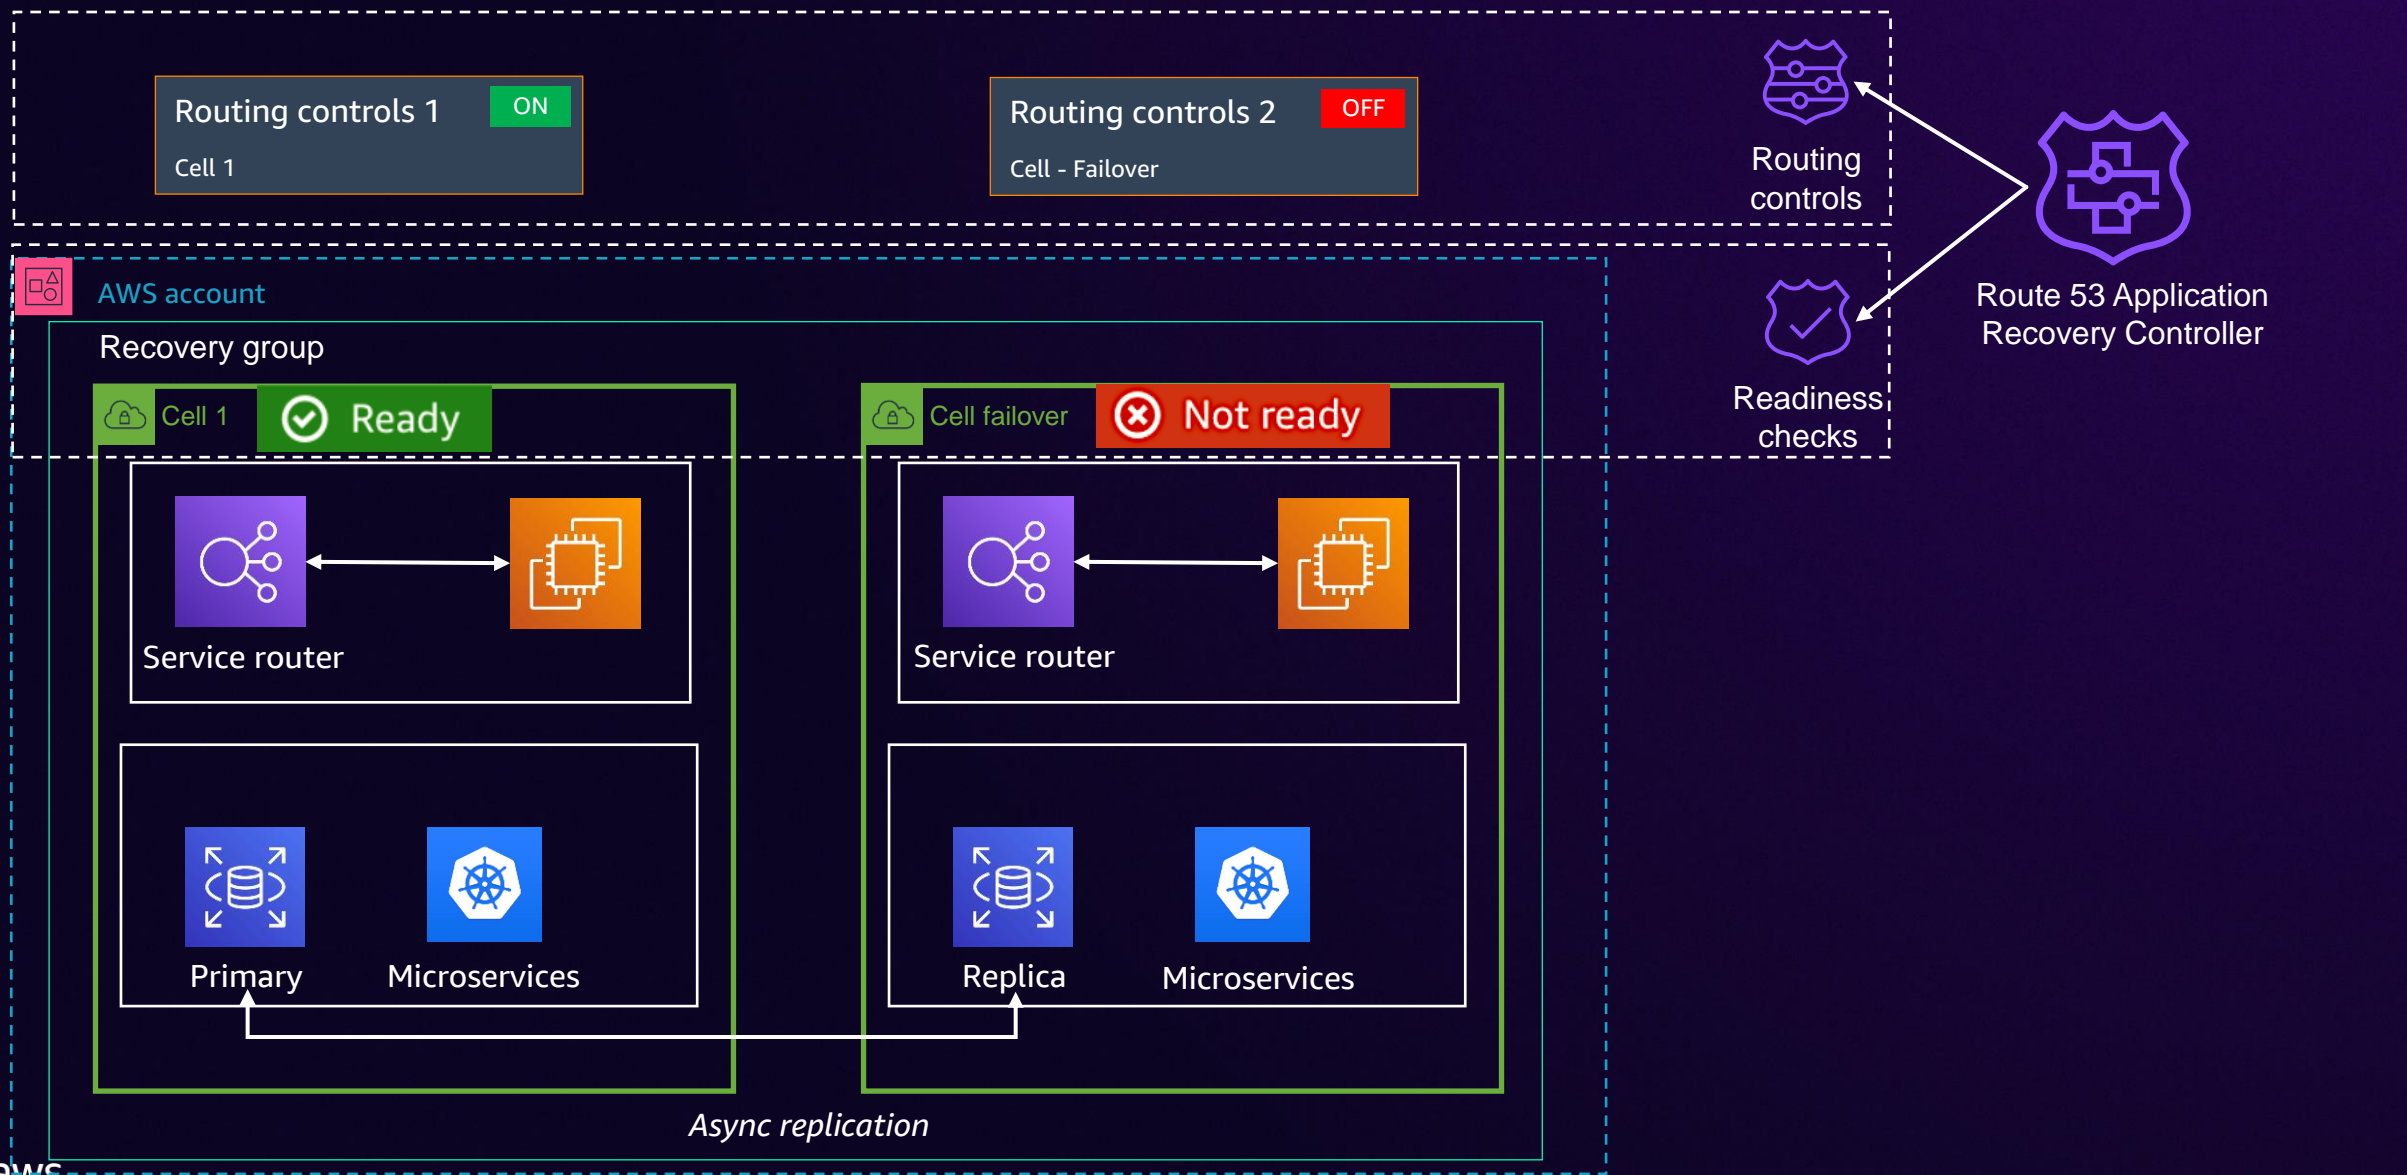 Routing controls 1
ON
Cell 1
Routing controls 2
OFF
Cell - Failover
Routing
controls
Route 53 Application
Recovery Controller
AWS account
Recovery group
Readiness
checks
Cell 1
Ready
Cell failover
Not ready
Service router
Service router
Primary
Microservices
Replica
Microservices
Async replication
aws